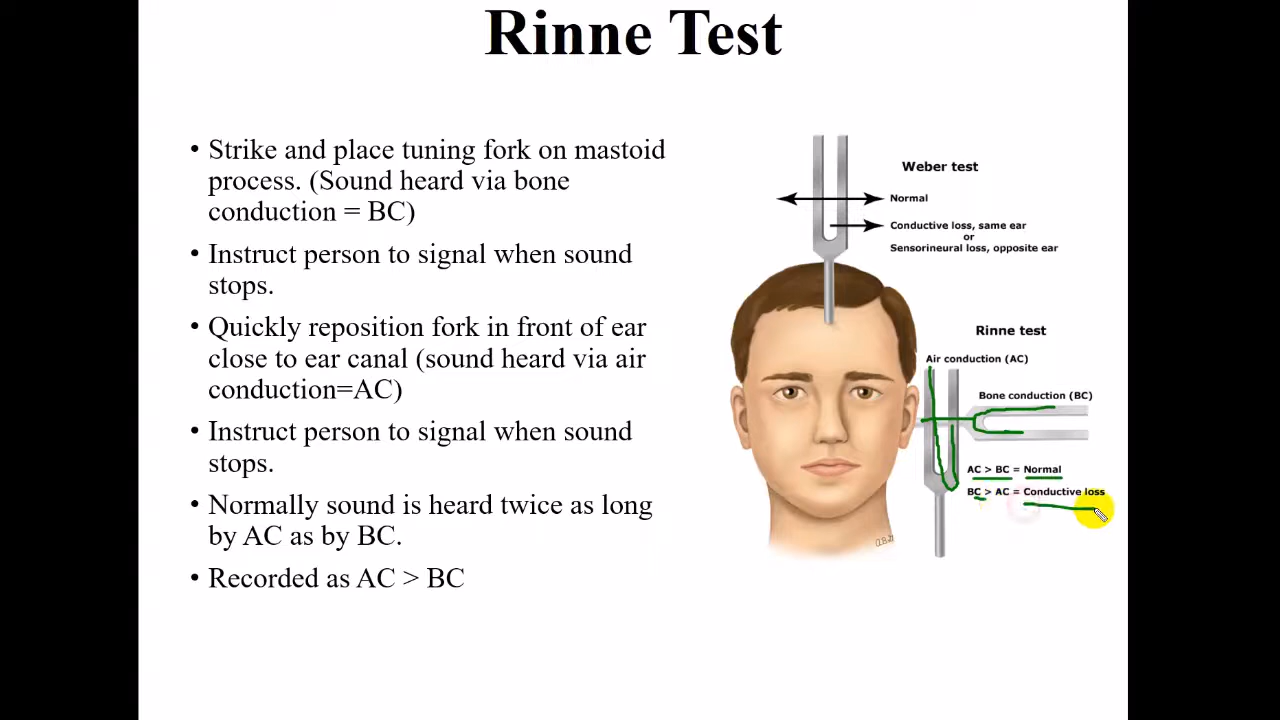 Rinne Test
• Strike and place tuning fork on mastoid
process. (Sound heard via bone
conduction = BC)
• Instruct person to signal when sound
stops.
• Quickly reposition fork in front of ear
close to ear canal (sound heard via air
conduction=AC)
• Instruct person to signal when sound
stops.
• Normally sound is heard twice as long
by AC as by BC.
• Recorded as AC > BC
Weber test
Normal
Conductive loss, same ear
or
Sensorineural loss, opposite ear
Rinne test
Air conduction (AC)
Bone conduction (BC)
AC > BC = Normal
BC > AC = Conductive loss